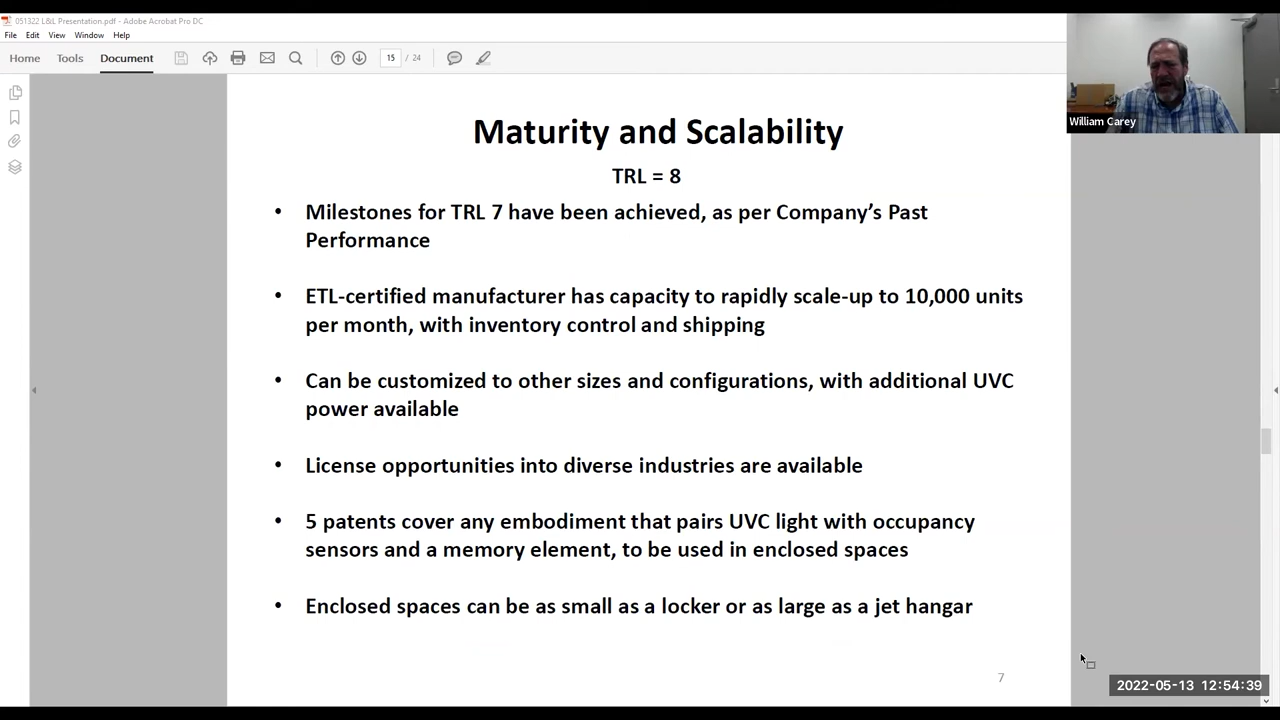 051322 L&L Presentation.pdf - Adobe Acrobat Pro DC
File Edit View Window Help
Home Tools Document 15 / 24
William Carey
Maturity and Scalability
TRL = 8
• Milestones for TRL 7 have been achieved, as per Company’s Past
Performance
• ETL-certified manufacturer has capacity to rapidly scale-up to 10,000 units
per month, with inventory control and shipping
• Can be customized to other sizes and configurations, with additional UVC
power available
• License opportunities into diverse industries are available
• 5 patents cover any embodiment that pairs UVC light with occupancy
sensors and a memory element, to be used in enclosed spaces
• Enclosed spaces can be as small as a locker or as large as a jet hangar
7
2022-05-13 12:54:39